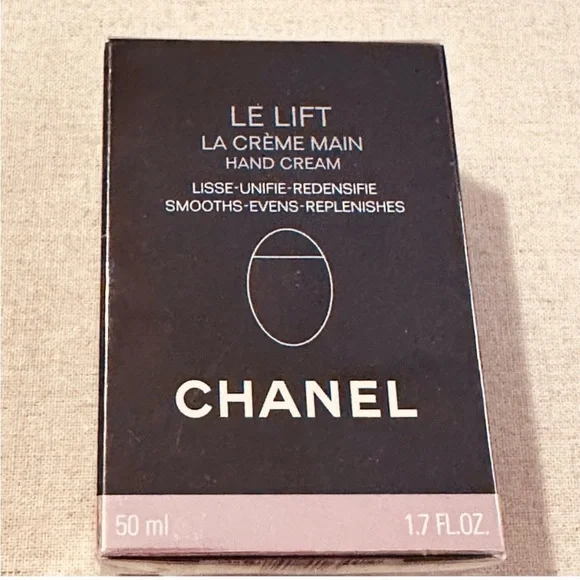 LE LIFT
LA CRÈME MAIN
HAND CREAM
LISSE-UNIFIE-REDENSIFIE
SMOOTHS-EVENS-REPLENISHES
CHANEL
50 ml 1.7 FL.OZ.